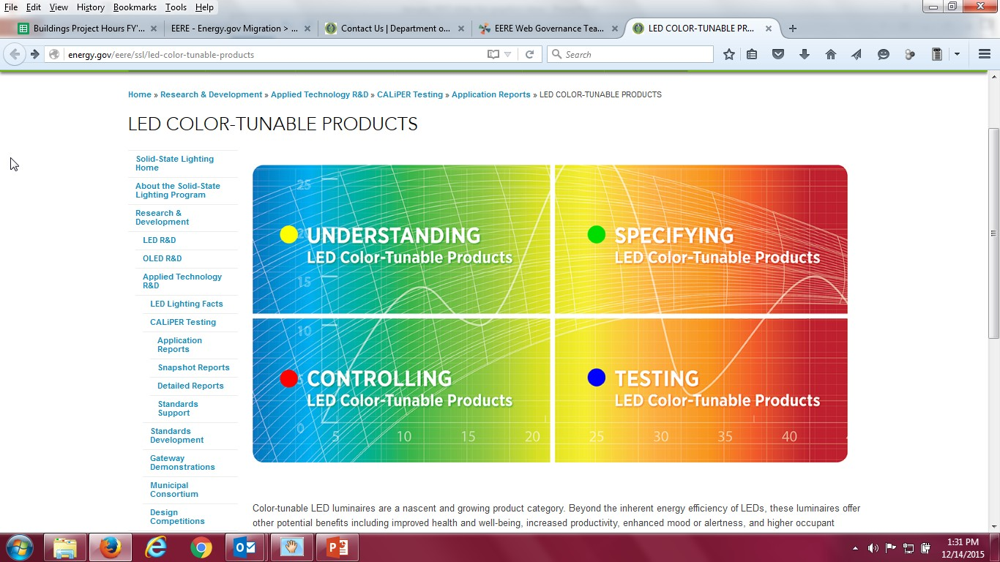 File Edit View History Bookmarks Tools Help
Buildings Project Hours FY'... EERE - Energy.gov Migration > ... Contact Us | Department o... EERE Web Governance Tea... LED COLOR-TUNABLE PR...
energy.gov/eere/ssl/led-color-tunable-products Search
Home » Research & Development » Applied Technology R&D » CALiPER Testing » Application Reports » LED COLOR-TUNABLE PRODUCTS
LED COLOR-TUNABLE PRODUCTS
Solid-State Lighting
Home
About the Solid-State
Lighting Program
Research &
Development
LED R&D
OLED R&D
Applied Technology
R&D
LED Lighting Facts
CALiPER Testing
Application
Reports
Snapshot Reports
Detailed Reports
Standards
Support
Standards
Development
Gateway
Demonstrations
Municipal
Consortium
Design
Competitions
25
UNDERSTANDING
LED Color-Tunable Products
SPECIFYING
LED Color-Tunable Products
15
10
CONTROLLING
LED Color-Tunable Products
TESTING
LED Color-Tunable Products
0
5 10 15 20 25 30 35 40
Color-tunable LED luminaires are a nascent and growing product category. Beyond the inherent energy efficiency of LEDs, these luminaires offer
other potential benefits including improved health and well-being, increased productivity, enhanced mood or alertness, and higher occupant
1:31 PM
12/14/2015